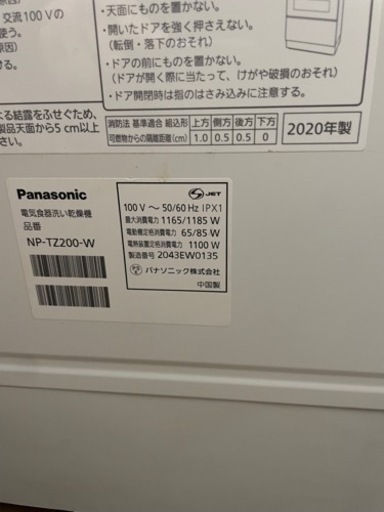 交流100Vの
使う。
・天面にものを置かない。
・開いたドアを強く押さえない。
（転倒・落下のおそれ）
・ドアの前にものを置かない。
（ドアが開く際に当たって、けがや破損のおそれ）
・ドア開閉時は指のはさみ込みに注意する。
よる結露をふせぐため、
製品天面から5cm以上
消防法 基準適合 組込形 上方 側方 後方 下方
可燃物からの離隔距離(cm) 1.0 0.5 0.5 0
2020年製
Panasonic
電気食器洗い乾燥機
品番
NP-TZ200-W
S JET
100 V ～ 50/60 Hz IPX1
最大消費電力 1165/1185 W
電動機定格消費電力 65/85 W
電熱装置定格消費電力 1100 W
製造番号 2043EW0135
パナソニック株式会社
中国製